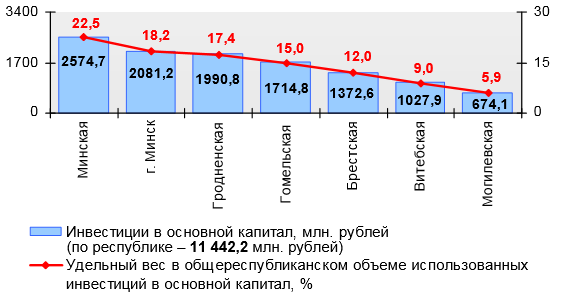 3400
1700
0
30
15
0
22,5
18,2
17,4
15,0
12,0
9,0
5,9
2574,7
2081,2
1990,8
1714,8
1372,6
1027,9
674,1
Минская
г. Минск
Гродненская
Гомельская
Брестская
Витебская
Могилевская
Инвестиции в основной капитал, млн. рублей
(по республике – 11 442,2 млн. рублей)
Удельный вес в общереспубликанском объеме использованных
инвестиций в основной капитал, %